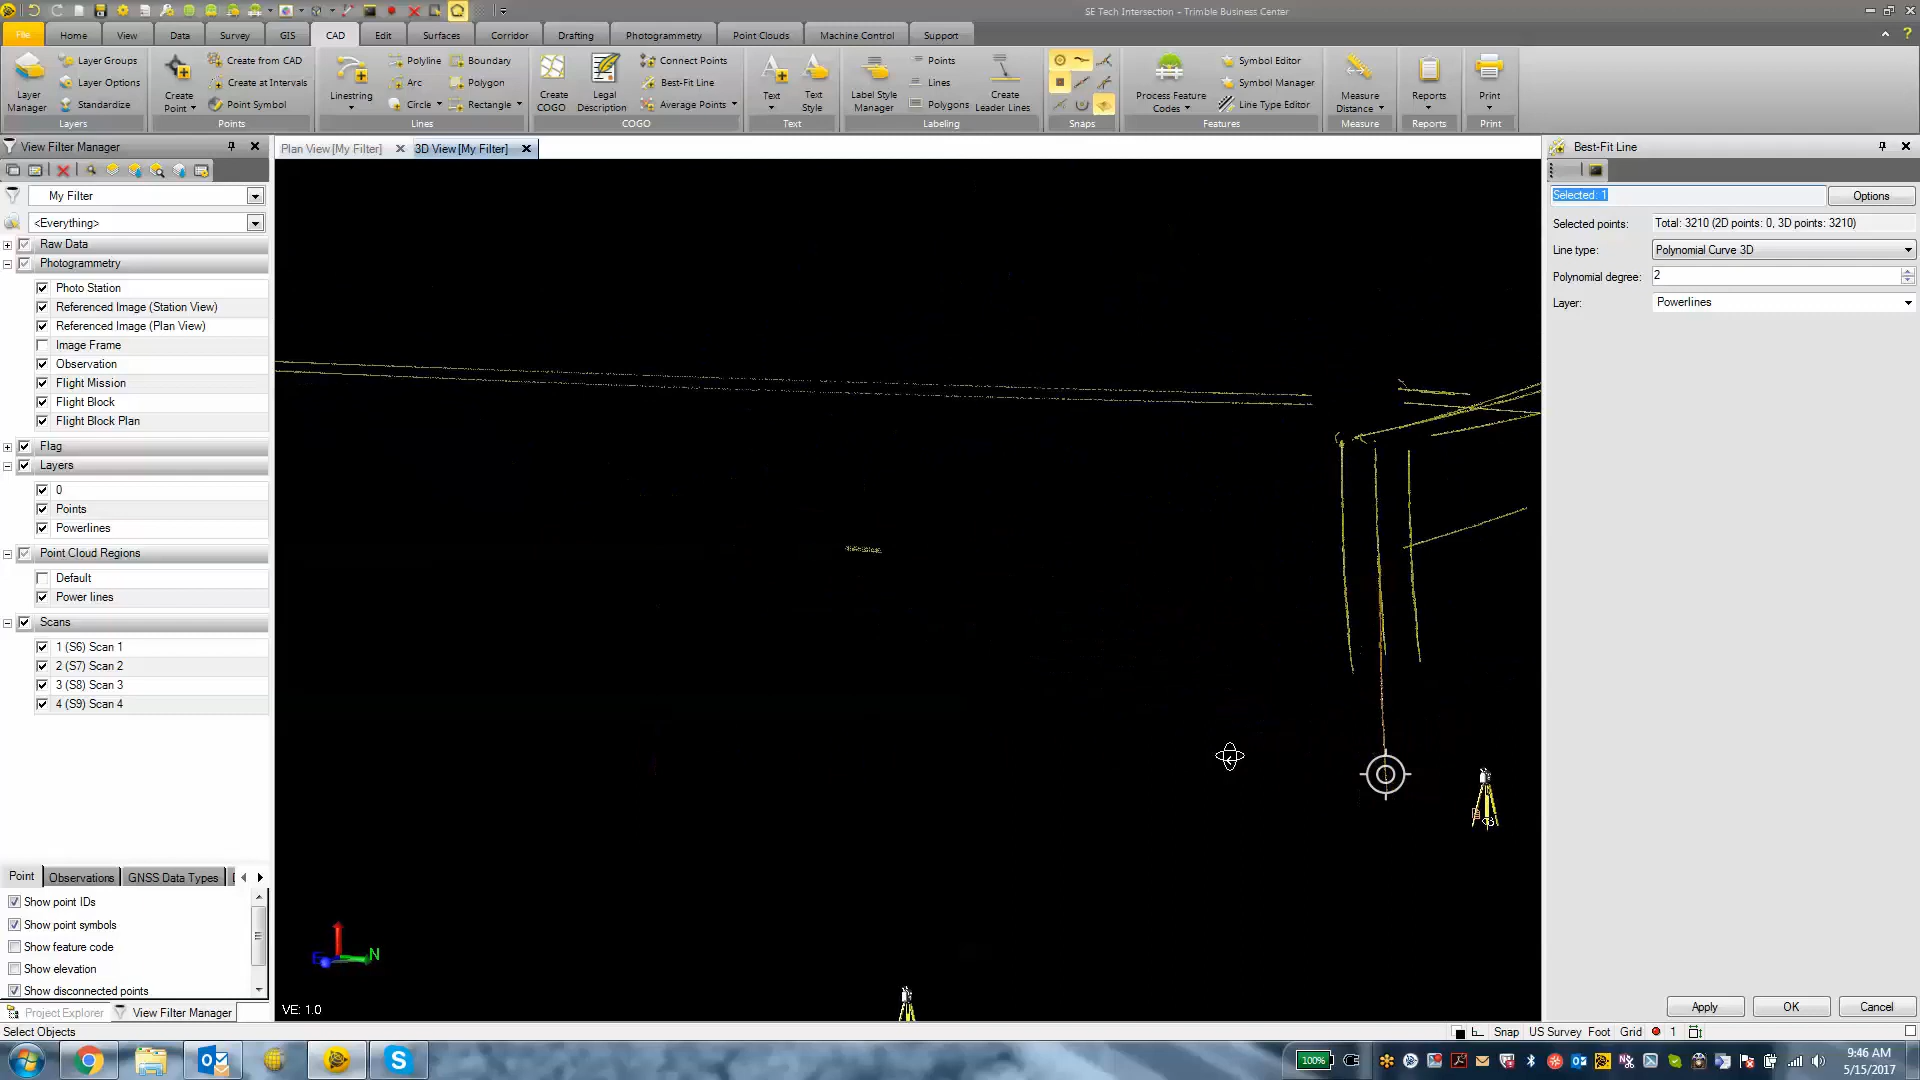 SE Tech Intersection - Trimble Business Center
File Home View Data Survey GIS CAD Edit Surfaces Corridor Drafting Photogrammetry Point Clouds Machine Control Support
Layer Manager
Layer Groups
Layer Options
Standardize
Layers
Create Point
Create from CAD
Create at Intervals
Point Symbol
Points
Linestring
Polyline
Arc
Circle
Boundary
Polygon
Rectangle
Lines
Create COGO
Legal Description
Connect Points
Best-Fit Line
Average Points
COGO
Text
Text Style
Text
Label Style Manager
Points
Lines
Polygons
Create Leader Lines
Labeling
Snaps
Process Feature Codes
Symbol Editor
Symbol Manager
Line Type Editor
Features
Measure Distance
Measure
Reports
Reports
Print
Print
View Filter Manager
My Filter
<Everything>
Raw Data
Photogrammetry
Photo Station
Referenced Image (Station View)
Referenced Image (Plan View)
Image Frame
Observation
Flight Mission
Flight Block
Flight Block Plan
Flag
Layers
0
Points
Powerlines
Point Cloud Regions
Default
Power lines
Scans
1 (S6) Scan 1
2 (S7) Scan 2
3 (S8) Scan 3
4 (S9) Scan 4
Point Observations GNSS Data Types
Show point IDs
Show point symbols
Show feature code
Show elevation
Show disconnected points
Project Explorer View Filter Manager
Plan View [My Filter] 3D View [My Filter]
E N
VE: 1.0
Best-Fit Line
Selected: 1
Options
Selected points: Total: 3210 (2D points: 0, 3D points: 3210)
Line type: Polynomial Curve 3D
Polynomial degree: 2
Layer: Powerlines
Apply OK Cancel
Select Objects
Snap US Survey Foot Grid 1
100%
9:46 AM
5/15/2017